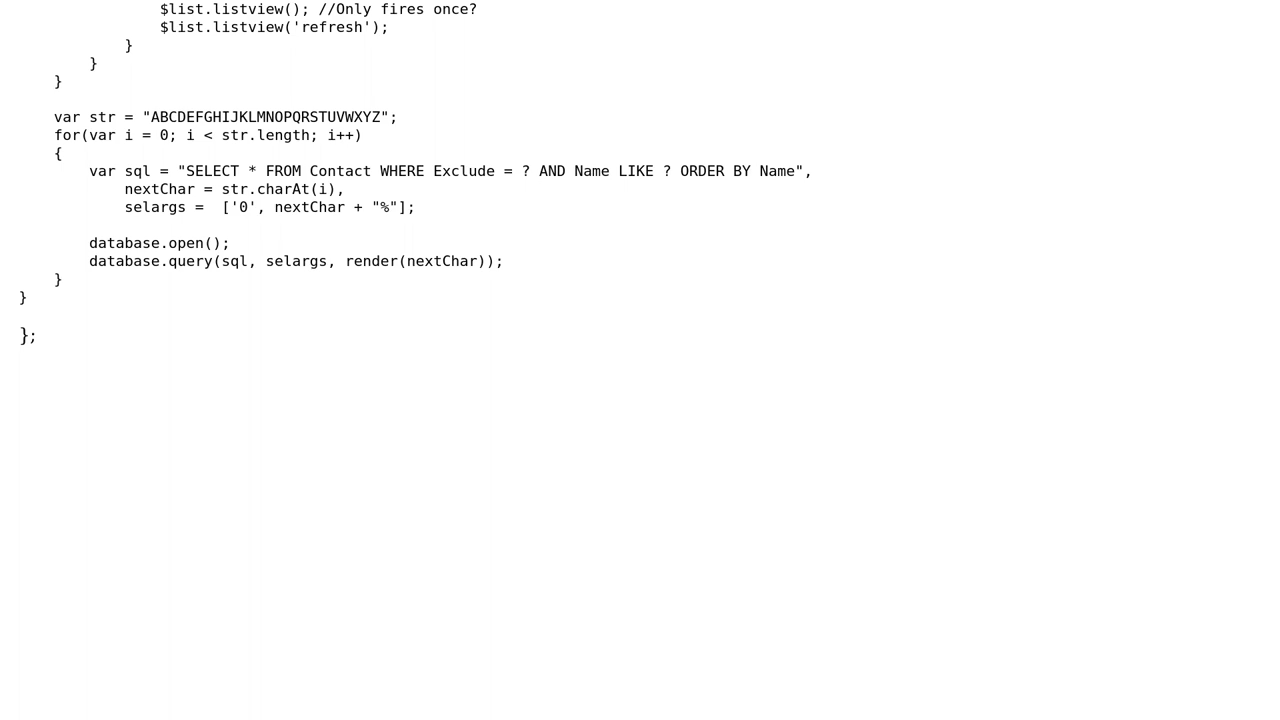 $list.listview(); //Only fires once?
$list.listview('refresh');
}
}
}
var str = "ABCDEFGHIJKLMNOPQRSTUVWXYZ";
for(var i = 0; i < str.length; i++)
{
var sql = "SELECT * FROM Contact WHERE Exclude = ? AND Name LIKE ? ORDER BY Name",
nextChar = str.charAt(i),
selargs =  ['0', nextChar + "%"];
database.open();
database.query(sql, selargs, render(nextChar));
}
}
};